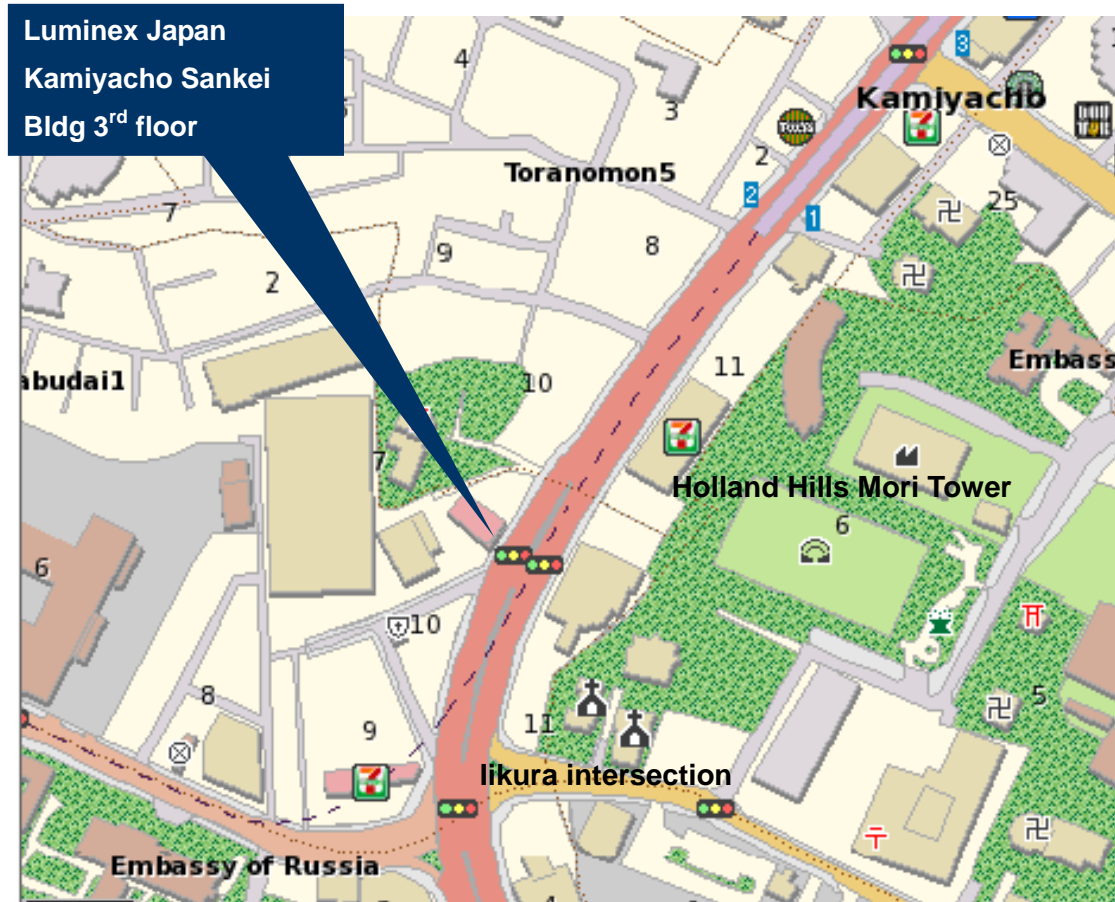 Luminex Japan
Kamiyacho Sankei
Bldg 3rd floor
4
3
3
Kamiyacho
2
Toranomon5
2
25
7
1
9
8
2
Embass
abudai1
11
10
7
Holland Hills Mori Tower
6
6
10
5
8
11
9
Iikura intersection
Embassy of Russia